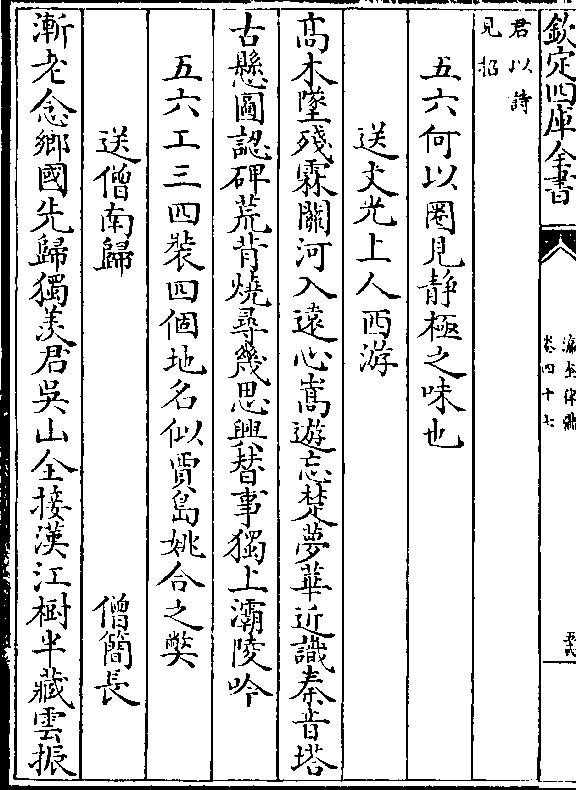 欽定四庫全書
瀛奎律髓
卷四十七
君以詩
見招
五六何以圏見靜極之味也
送文光上人西游
高木墜殘霖關河入遠心嵩遊忘楚夢華近識秦音塔
古懸圖認碑荒背燒尋幾思興替事獨上灞陵吟
五六工三四裝四個地名似賈島姚合之獘
送僧南歸　僧簡長
漸老念鄉國先歸獨羡君吳山全接漢江樹半藏雲振